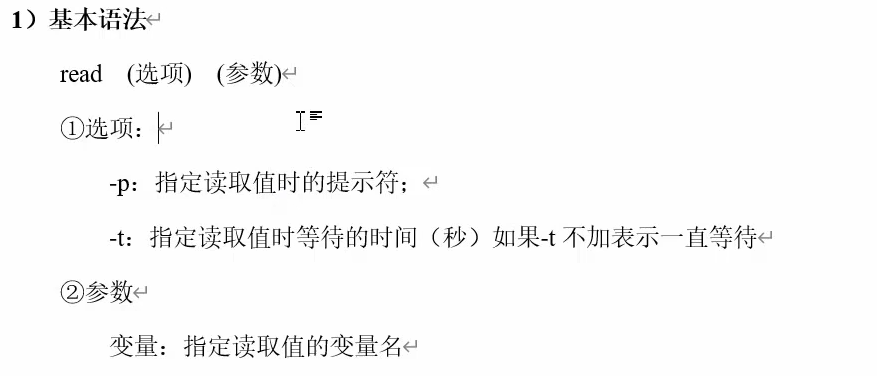 1）基本语法
read (选项) (参数)
①选项：
-p：指定读取值时的提示符；
-t：指定读取值时等待的时间（秒）如果-t 不加表示一直等待
②参数
变量：指定读取值的变量名